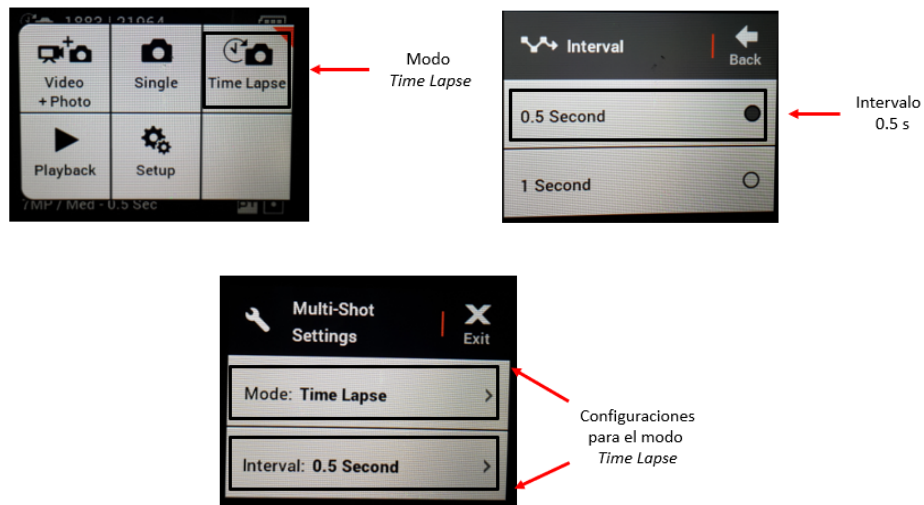 1883 | 21964
Video
+ Photo
Single
Time Lapse
Playback
Setup
7MP / Med - 0.5 Sec
Modo
Time Lapse
Interval
Back
0.5 Second
1 Second
Intervalo
0.5 s
Multi-Shot
Settings
Exit
Mode: Time Lapse
Interval: 0.5 Second
Configuraciones
para el modo
Time Lapse